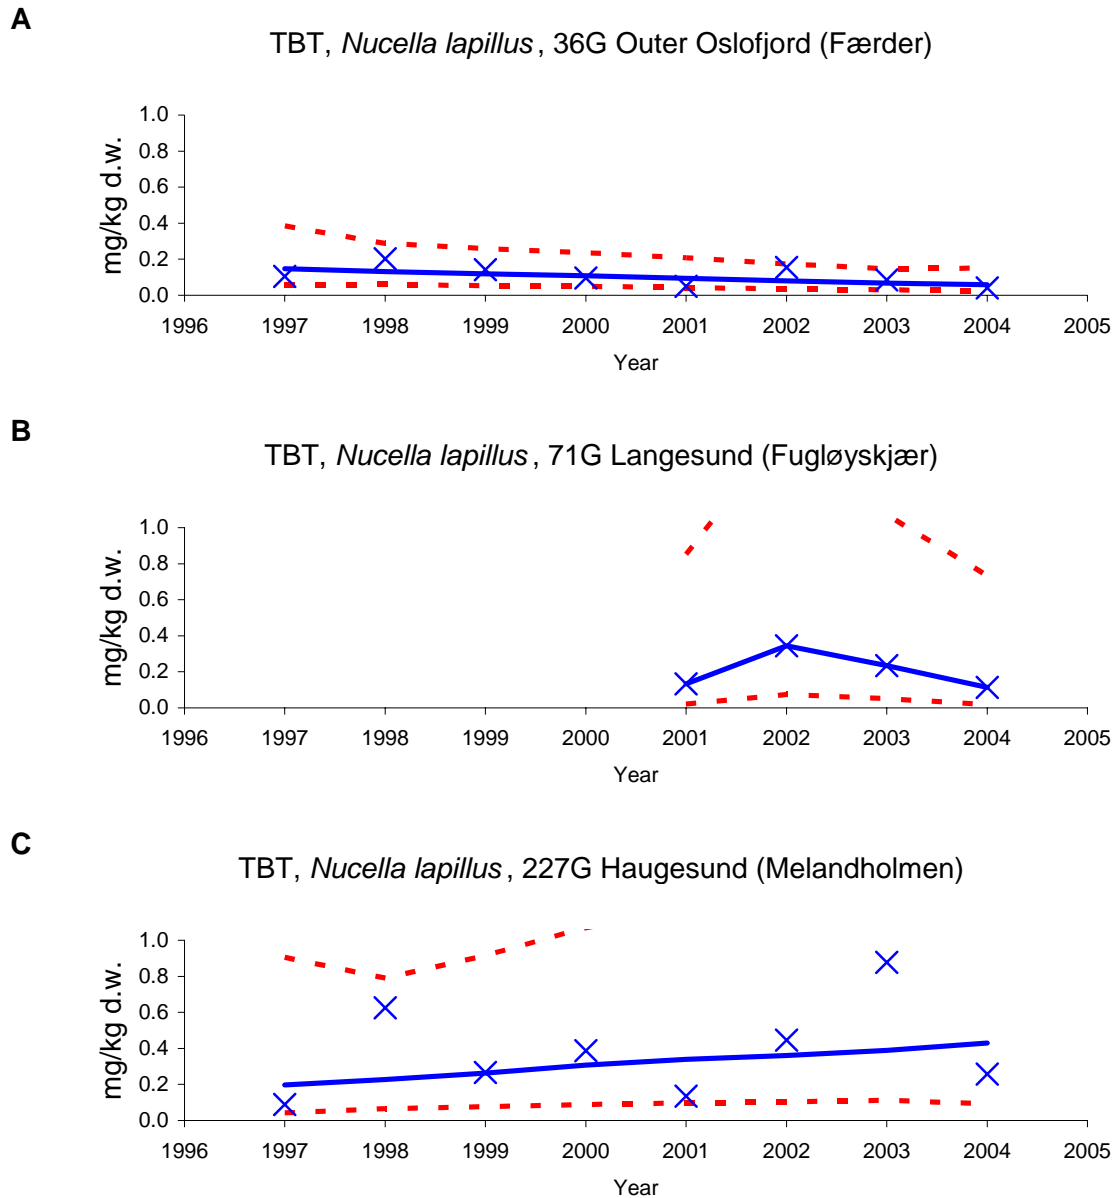 A
TBT, Nucella lapillus, 36G Outer Oslofjord (Færder)
mg/kg d.w.
1.0
0.8
0.6
0.4
0.2
0.0
1996 1997 1998 1999 2000 2001 2002 2003 2004 2005
Year
B
TBT, Nucella lapillus, 71G Langesund (Fugløyskjær)
mg/kg d.w.
1.0
0.8
0.6
0.4
0.2
0.0
1996 1997 1998 1999 2000 2001 2002 2003 2004 2005
Year
C
TBT, Nucella lapillus, 227G Haugesund (Melandholmen)
mg/kg d.w.
1.0
0.8
0.6
0.4
0.2
0.0
1996 1997 1998 1999 2000 2001 2002 2003 2004 2005
Year